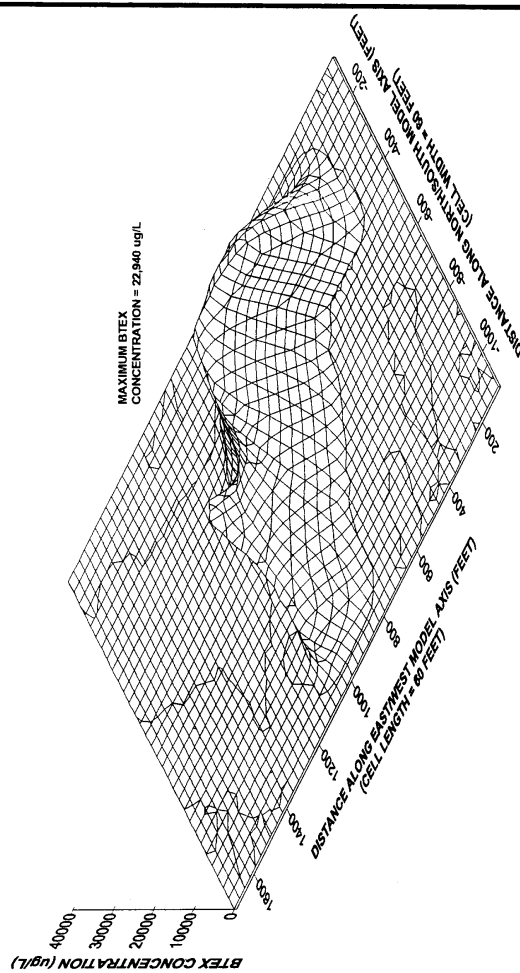 MAXIMUM BTEX
CONCENTRATION = 22,940 ug/L
BTEX CONCENTRATION (ug/L)
40000
30000
20000
10000
0
1600
1400
1200
1000
800
600
400
200
DISTANCE ALONG EAST/WEST MODEL AXIS (FEET)
(CELL LENGTH = 60 FEET)
-1000
-800
-600
-400
-200
DISTANCE ALONG NORTH/SOUTH MODEL AXIS (FEET)
(CELL WIDTH = 60 FEET)